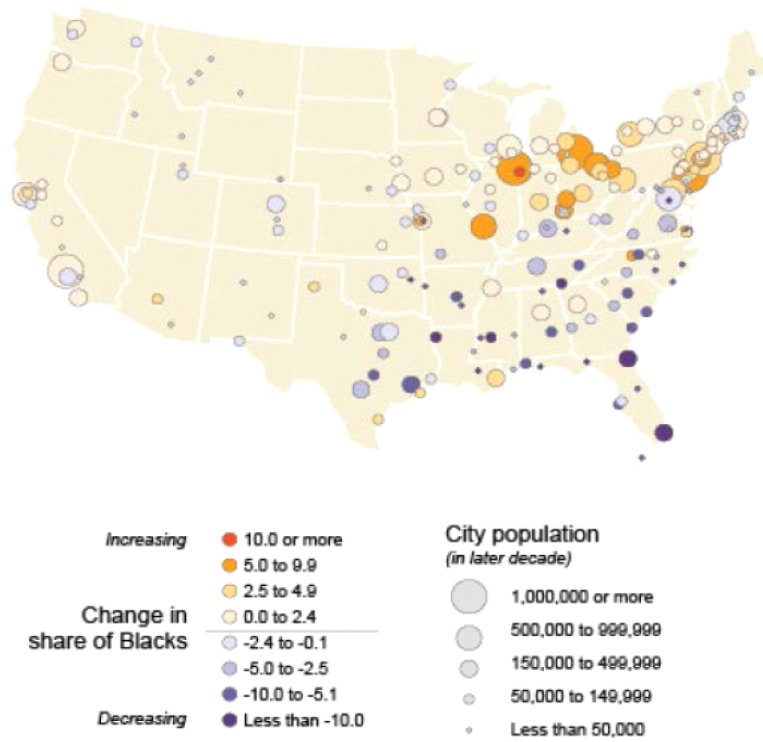 Increasing
10.0 or more
5.0 to 9.9
2.5 to 4.9
0.0 to 2.4
Change in
share of Blacks
-2.4 to -0.1
-5.0 to -2.5
-10.0 to -5.1
Decreasing
Less than -10.0
City population
(in later decade)
1,000,000 or more
500,000 to 999,999
150,000 to 499,999
50,000 to 149,999
Less than 50,000